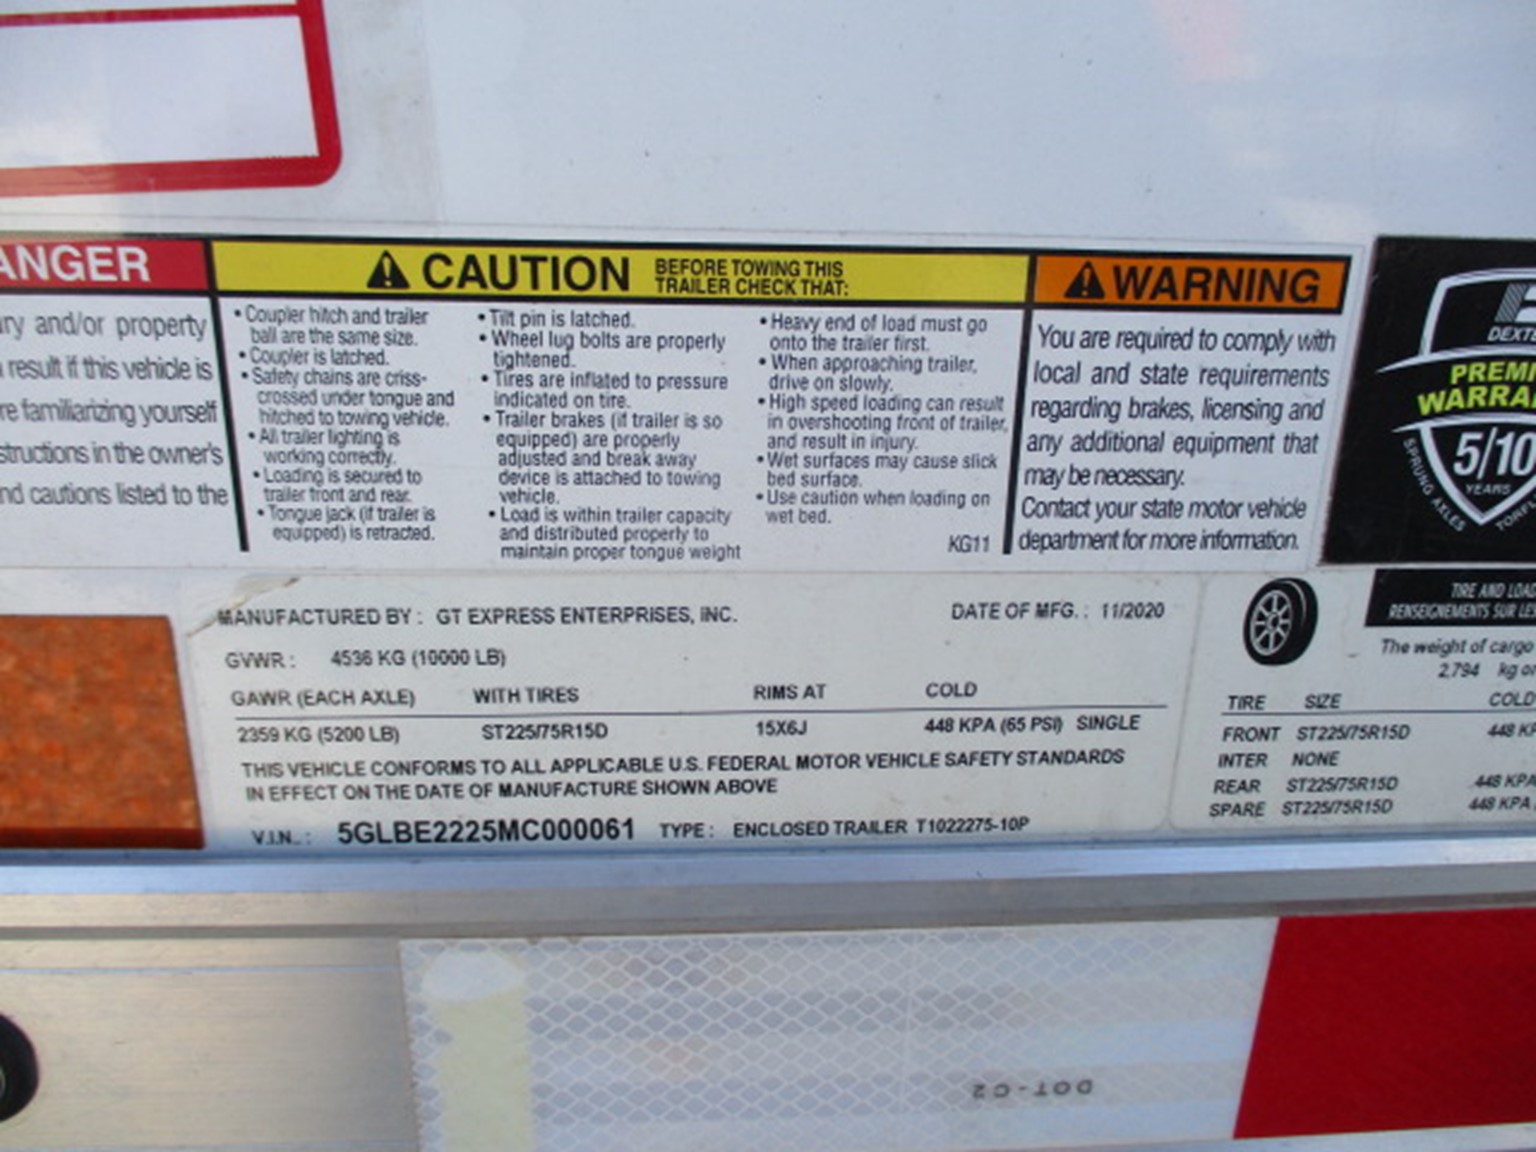 ANGER
ury and/or property
result if this vehicle is
re familiarizing yourself
structions in the owner's
nd cautions listed to the
CAUTION BEFORE TOWING THIS
TRAILER CHECK THAT:
• Coupler hitch and trailer
ball are the same size.
• Coupler is latched.
• Safety chains are criss-
crossed under tongue and
hitched to towing vehicle.
• All trailer lighting is
working correctly.
• Loading is secured to
trailer front and rear.
• Tongue jack (if trailer is
equipped) is retracted.
• Tilt pin is latched.
• Wheel lug bolts are properly
tightened.
• Tires are inflated to pressure
indicated on tire.
• Trailer brakes (if trailer is so
equipped) are properly
adjusted and break away
device is attached to towing
vehicle.
• Load is within trailer capacity
and distributed properly to
maintain proper tongue weight
• Heavy end of load must go
onto the trailer first.
• When approaching trailer,
drive on slowly.
• High speed loading can result
in overshooting front of trailer,
and result in injury.
• Wet surfaces may cause slick
bed surface.
• Use caution when loading on
wet bed.
KG11
WARNING
You are required to comply with
local and state requirements
regarding brakes, licensing and
any additional equipment that
may be necessary.
Contact your state motor vehicle
department for more information.
DEXTE
PREMI
WARRA
5/10
YEARS
SPRUNG AXLES
TORF
MANUFACTURED BY : GT EXPRESS ENTERPRISES, INC. DATE OF MFG. : 11/2020
GVWR : 4536 KG (10000 LB)
GAWR (EACH AXLE) WITH TIRES RIMS AT COLD
2359 KG (5200 LB) ST225/75R15D 15X6J 448 KPA (65 PSI) SINGLE
THIS VEHICLE CONFORMS TO ALL APPLICABLE U.S. FEDERAL MOTOR VEHICLE SAFETY STANDARDS
IN EFFECT ON THE DATE OF MANUFACTURE SHOWN ABOVE
V.I.N.. : 5GLBE2225MC000061 TYPE : ENCLOSED TRAILER T1022275-10P
TIRE AND LOA
RENSEIGNEMENTS SUR LES
The weight of cargo
2,794 kg or
TIRE SIZE COLD
FRONT ST225/75R15D 448 KP
INTER NONE
REAR ST225/75R15D 448 KPA
SPARE ST225/75R15D 448 KPA
DOT-C2